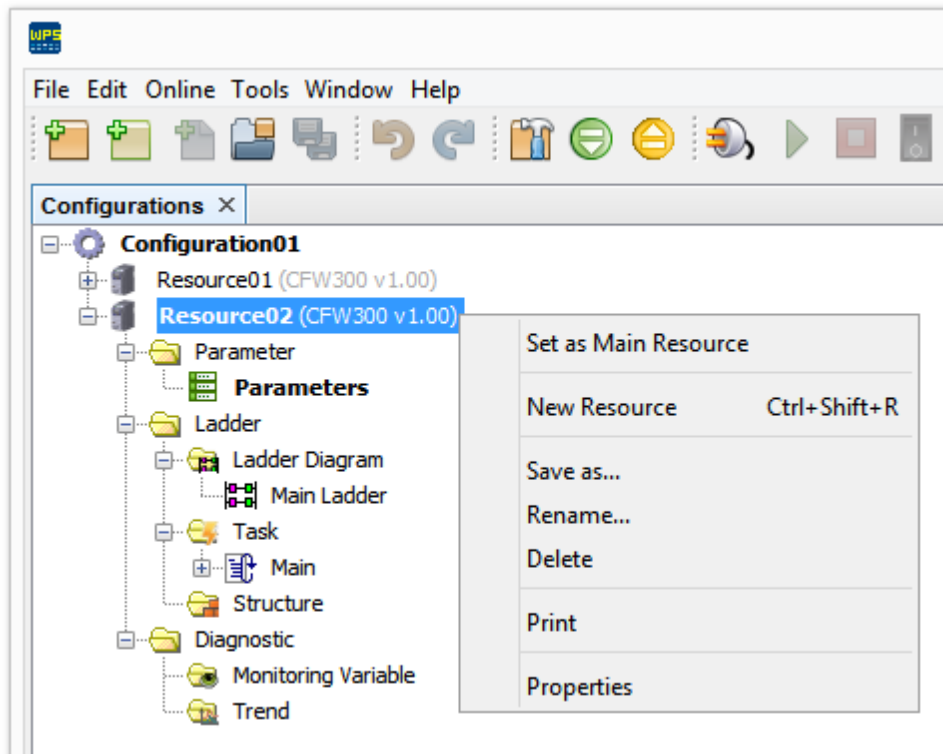 WPS
File Edit Online Tools Window Help
Configurations ×
Configuration01
Resource01 (CFW300 v1.00)
Resource02 (CFW300 v1.00)
Parameter
Parameters
Ladder
Ladder Diagram
Main Ladder
Task
Main
Structure
Diagnostic
Monitoring Variable
Trend
Set as Main Resource
New Resource Ctrl+Shift+R
Save as...
Rename...
Delete
Print
Properties